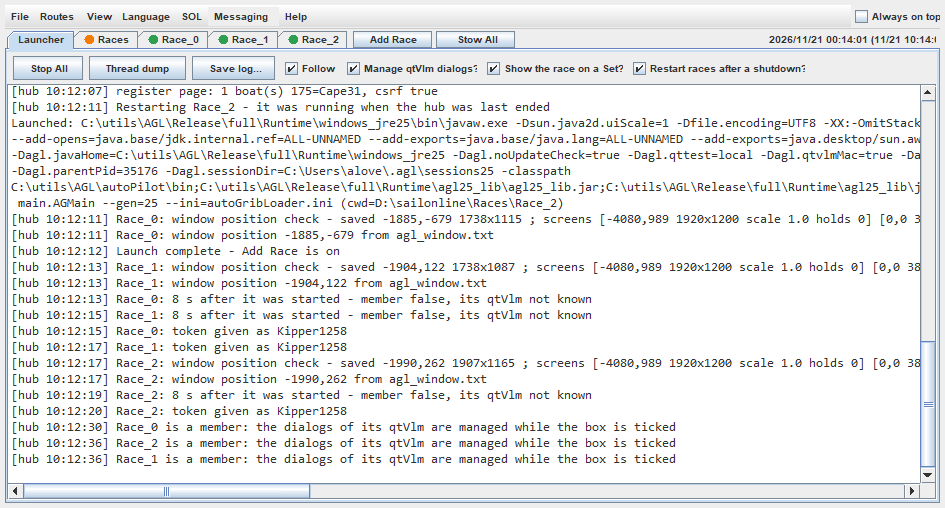 File Routes View Language SOL Messaging Help Always on top
Launcher Races Race_0 Race_1 Race_2 Add Race Stow All 2026/11/21 00:14:01 (11/21 10:14:0
Stop All Thread dump Save log... Follow Manage qtVlm dialogs? Show the race on a Set? Restart races after a shutdown?
[hub 10:12:07] register page: 1 boat(s) 175=Cape31, csrf true
[hub 10:12:11] Restarting Race_2 - it was running when the hub was last ended
Launched: C:\utils\AGL\Release\full\Runtime\windows_jre25\bin\javaw.exe -Dsun.java2d.uiScale=1 -Dfile.encoding=UTF8 -XX:-OmitStack
--add-opens=java.base/jdk.internal.ref=ALL-UNNAMED --add-exports=java.base/java.lang=ALL-UNNAMED --add-exports=java.desktop/sun.aw
-Dagl.javaHome=C:\utils\AGL\Release\full\Runtime\windows_jre25 -Dagl.noUpdateCheck=true -Dagl.qttest=local -Dagl.qtvlmMac=true -Da
-Dagl.parentPid=35176 -Dagl.sessionDir=C:\Users\alove\.agl\sessions25 -classpath
C:\utils\AGL\autoPilot\bin;C:\utils\AGL\Release\full\Runtime\agl25_lib\agl25_lib.jar;C:\utils\AGL\Release\full\Runtime\agl25_lib\j
main.AGMain --gen=25 --ini=autoGribLoader.ini (cwd=D:\sailonline\Races\Race_2)
[hub 10:12:11] Race_0: window position check - saved -1885,-679 1738x1115 ; screens [-4080,989 1920x1200 scale 1.0 holds 0] [0,0 3
[hub 10:12:11] Race_0: window position -1885,-679 from agl_window.txt
[hub 10:12:12] Launch complete - Add Race is on
[hub 10:12:13] Race_1: window position check - saved -1904,122 1738x1087 ; screens [-4080,989 1920x1200 scale 1.0 holds 0] [0,0 38
[hub 10:12:13] Race_1: window position -1904,122 from agl_window.txt
[hub 10:12:13] Race_0: 8 s after it was started - member false, its qtVlm not known
[hub 10:12:15] Race_1: 8 s after it was started - member false, its qtVlm not known
[hub 10:12:15] Race_0: token given as Kipper1258
[hub 10:12:17] Race_1: token given as Kipper1258
[hub 10:12:17] Race_2: window position check - saved -1990,262 1907x1165 ; screens [-4080,989 1920x1200 scale 1.0 holds 0] [0,0 38
[hub 10:12:17] Race_2: window position -1990,262 from agl_window.txt
[hub 10:12:19] Race_2: 8 s after it was started - member false, its qtVlm not known
[hub 10:12:20] Race_2: token given as Kipper1258
[hub 10:12:30] Race_0 is a member: the dialogs of its qtVlm are managed while the box is ticked
[hub 10:12:36] Race_2 is a member: the dialogs of its qtVlm are managed while the box is ticked
[hub 10:12:36] Race_1 is a member: the dialogs of its qtVlm are managed while the box is ticked